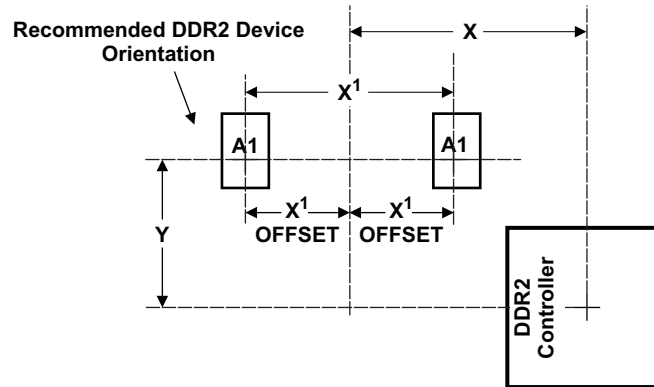 Recommended DDR2 Device
Orientation
X
X¹
A1
A1
X¹
X¹
OFFSET
OFFSET
Y
DDR2
Controller